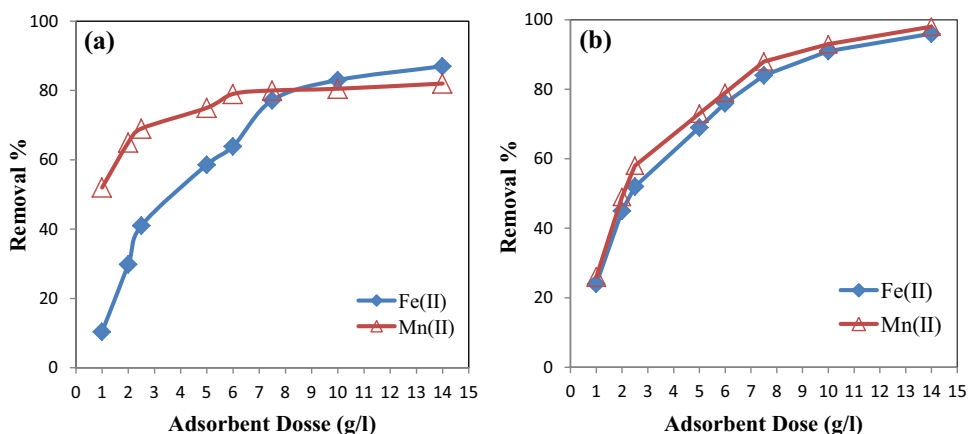 (a)
100
80
60
40
20
0
Removal %
Fe(II)
Mn(II)
0 1 2 3 4 5 6 7 8 9 10 11 12 13 14 15
Adsorbent Dosse (g/l)
(b)
100
80
60
40
20
0
Removal %
Fe(II)
Mn(II)
0 1 2 3 4 5 6 7 8 9 10 11 12 13 14 15
Adsorbent Dose (g/l)